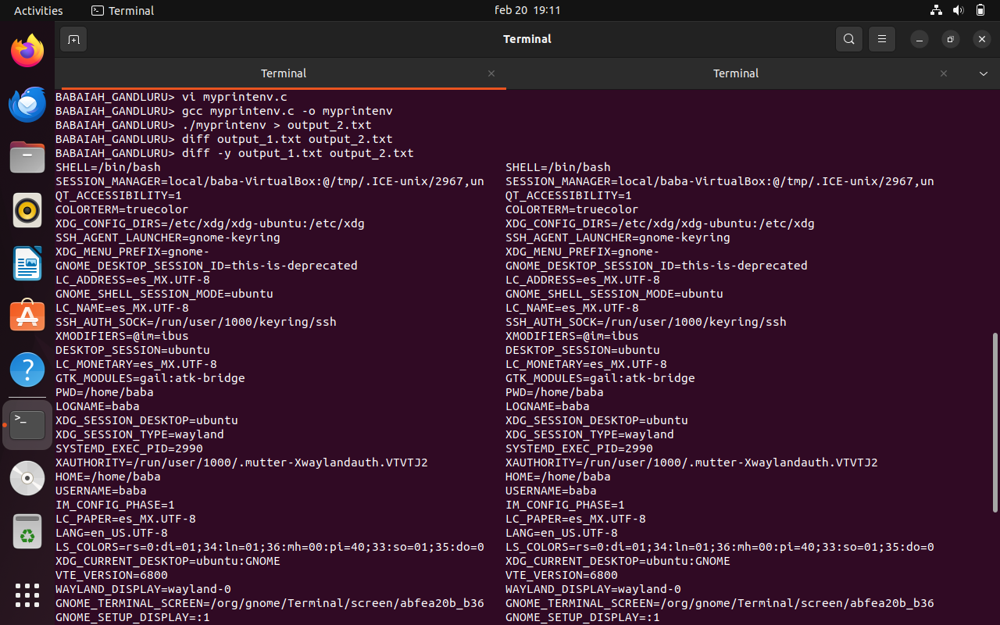 Activities Terminal feb 20 19:11
Terminal
Terminal Terminal
BABAIAH_GANDLURU> vi myprintenv.c
BABAIAH_GANDLURU> gcc myprintenv.c -o myprintenv
BABAIAH_GANDLURU> ./myprintenv > output_2.txt
BABAIAH_GANDLURU> diff output_1.txt output_2.txt
BABAIAH_GANDLURU> diff -y output_1.txt output_2.txt
SHELL=/bin/bash SHELL=/bin/bash
SESSION_MANAGER=local/baba-VirtualBox:@/tmp/.ICE-unix/2967,un SESSION_MANAGER=local/baba-VirtualBox:@/tmp/.ICE-unix/2967,un
QT_ACCESSIBILITY=1 QT_ACCESSIBILITY=1
COLORTERM=truecolor COLORTERM=truecolor
XDG_CONFIG_DIRS=/etc/xdg/xdg-ubuntu:/etc/xdg XDG_CONFIG_DIRS=/etc/xdg/xdg-ubuntu:/etc/xdg
SSH_AGENT_LAUNCHER=gnome-keyring SSH_AGENT_LAUNCHER=gnome-keyring
XDG_MENU_PREFIX=gnome- XDG_MENU_PREFIX=gnome-
GNOME_DESKTOP_SESSION_ID=this-is-deprecated GNOME_DESKTOP_SESSION_ID=this-is-deprecated
LC_ADDRESS=es_MX.UTF-8 LC_ADDRESS=es_MX.UTF-8
GNOME_SHELL_SESSION_MODE=ubuntu GNOME_SHELL_SESSION_MODE=ubuntu
LC_NAME=es_MX.UTF-8 LC_NAME=es_MX.UTF-8
SSH_AUTH_SOCK=/run/user/1000/keyring/ssh SSH_AUTH_SOCK=/run/user/1000/keyring/ssh
XMODIFIERS=@im=ibus XMODIFIERS=@im=ibus
DESKTOP_SESSION=ubuntu DESKTOP_SESSION=ubuntu
LC_MONETARY=es_MX.UTF-8 LC_MONETARY=es_MX.UTF-8
GTK_MODULES=gail:atk-bridge GTK_MODULES=gail:atk-bridge
PWD=/home/baba PWD=/home/baba
LOGNAME=baba LOGNAME=baba
XDG_SESSION_DESKTOP=ubuntu XDG_SESSION_DESKTOP=ubuntu
XDG_SESSION_TYPE=wayland XDG_SESSION_TYPE=wayland
SYSTEMD_EXEC_PID=2990 SYSTEMD_EXEC_PID=2990
XAUTHORITY=/run/user/1000/.mutter-Xwaylandauth.VTVTJ2 XAUTHORITY=/run/user/1000/.mutter-Xwaylandauth.VTVTJ2
HOME=/home/baba HOME=/home/baba
USERNAME=baba USERNAME=baba
IM_CONFIG_PHASE=1 IM_CONFIG_PHASE=1
LC_PAPER=es_MX.UTF-8 LC_PAPER=es_MX.UTF-8
LANG=en_US.UTF-8 LANG=en_US.UTF-8
LS_COLORS=rs=0:di=01;34:ln=01;36:mh=00:pi=40;33:so=01;35:do=0 LS_COLORS=rs=0:di=01;34:ln=01;36:mh=00:pi=40;33:so=01;35:do=0
XDG_CURRENT_DESKTOP=ubuntu:GNOME XDG_CURRENT_DESKTOP=ubuntu:GNOME
VTE_VERSION=6800 VTE_VERSION=6800
WAYLAND_DISPLAY=wayland-0 WAYLAND_DISPLAY=wayland-0
GNOME_TERMINAL_SCREEN=/org/gnome/Terminal/screen/abfea20b_b36 GNOME_TERMINAL_SCREEN=/org/gnome/Terminal/screen/abfea20b_b36
GNOME_SETUP_DISPLAY=:1 GNOME_SETUP_DISPLAY=:1